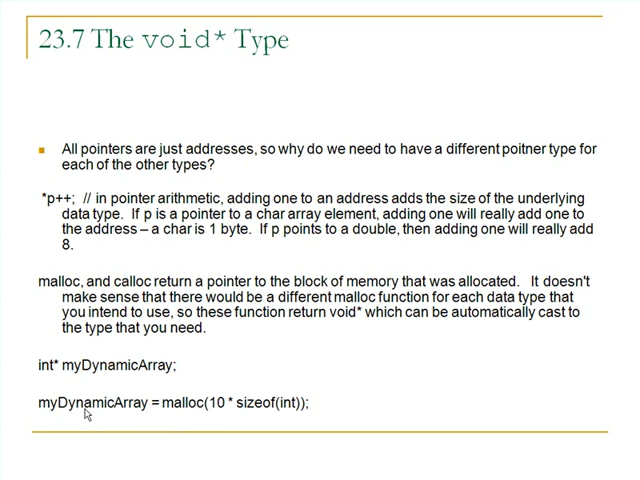 23.7 The void* Type
All pointers are just addresses, so why do we need to have a different poitner type for
each of the other types?
*p++;  // in pointer arithmetic, adding one to an address adds the size of the underlying
data type.  If p is a pointer to a char array element, adding one will really add one to
the address – a char is 1 byte.  If p points to a double, then adding one will really add
8.
malloc, and calloc return a pointer to the block of memory that was allocated.   It doesn't
make sense that there would be a different malloc function for each data type that
you intend to use, so these function return void* which can be automatically cast to
the type that you need.
int* myDynamicArray;
myDynamicArray = malloc(10 * sizeof(int));